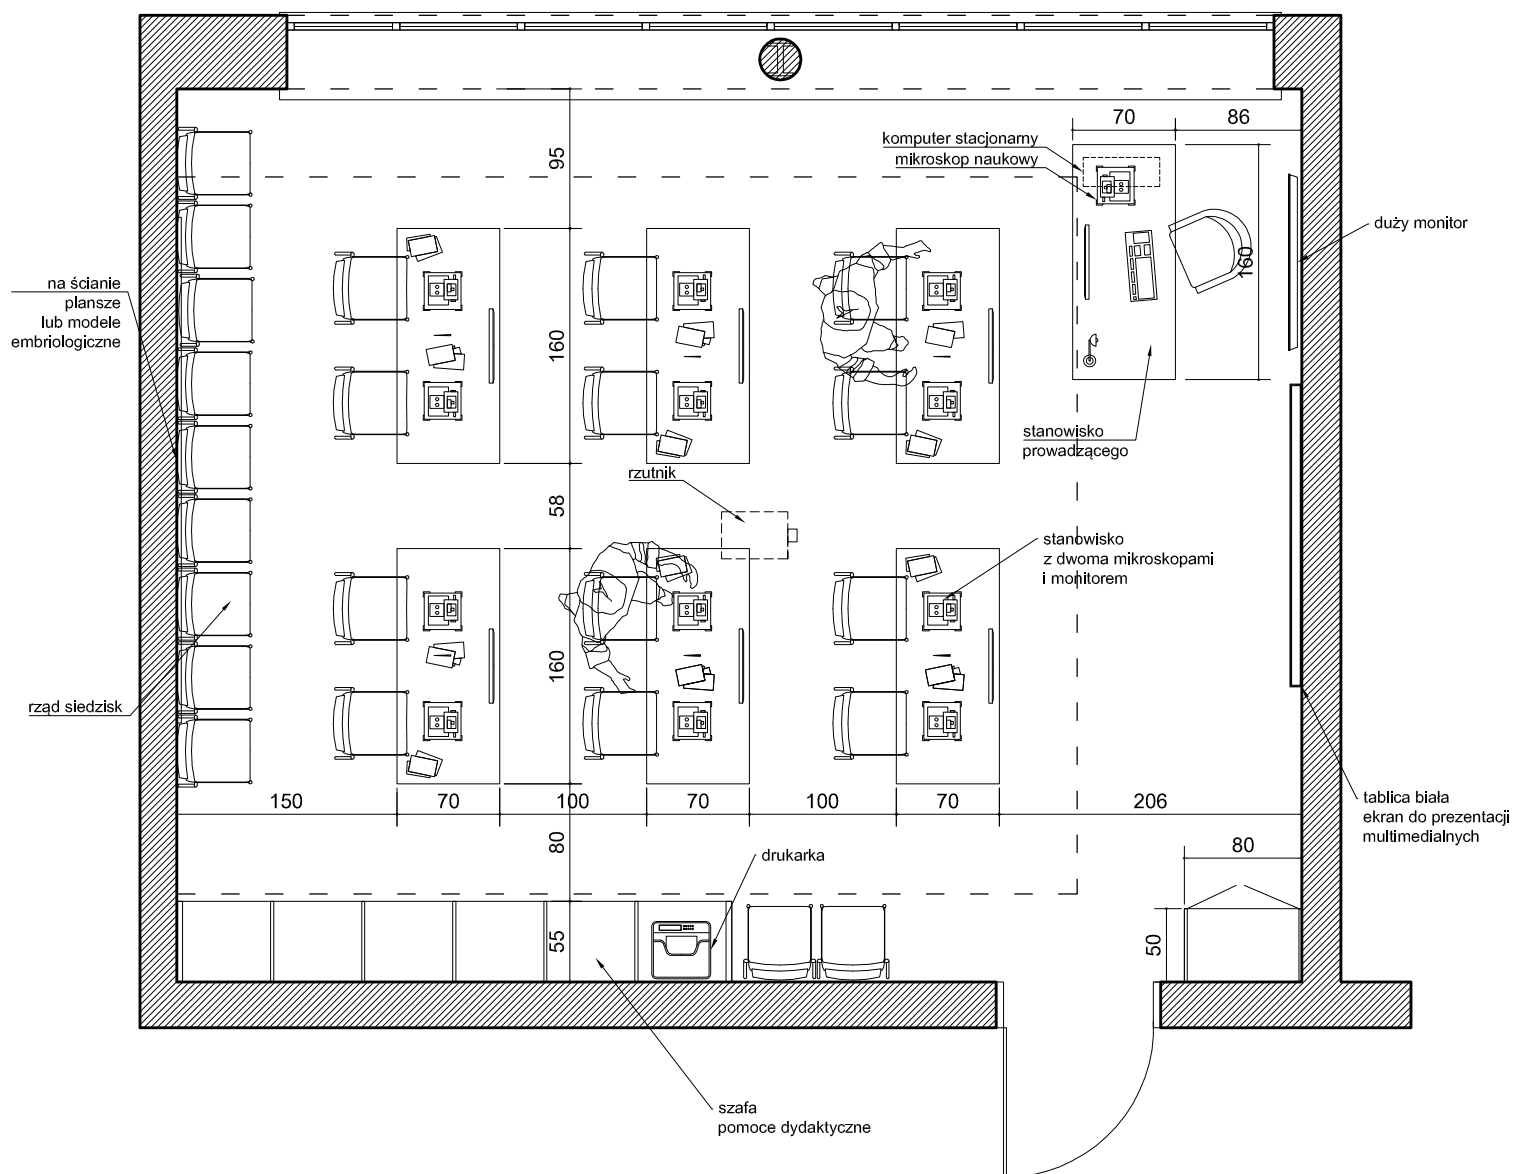 70
86
komputer stacjonarny
mikroskop naukowy
95
duży monitor
160
na ścianie
plansze
lub modele
embriologiczne
160
stanowisko
prowadzącego
rzutnik
58
stanowisko
z dwoma mikroskopami
i monitorem
160
rząd siedzisk
150
70
100
70
100
70
206
tablica biała
ekran do prezentacji
multimedialnych
80
drukarka
80
55
50
szafa
pomoce dydaktyczne